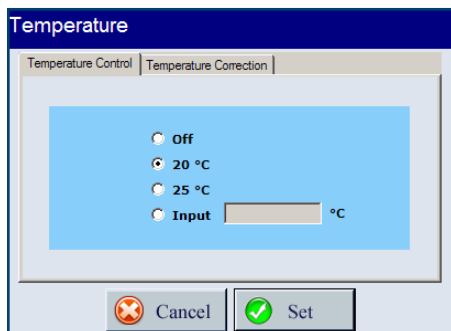 Temperature
Temperature Control Temperature Correction
Off
20 °C
25 °C
Input °C
Cancel Set